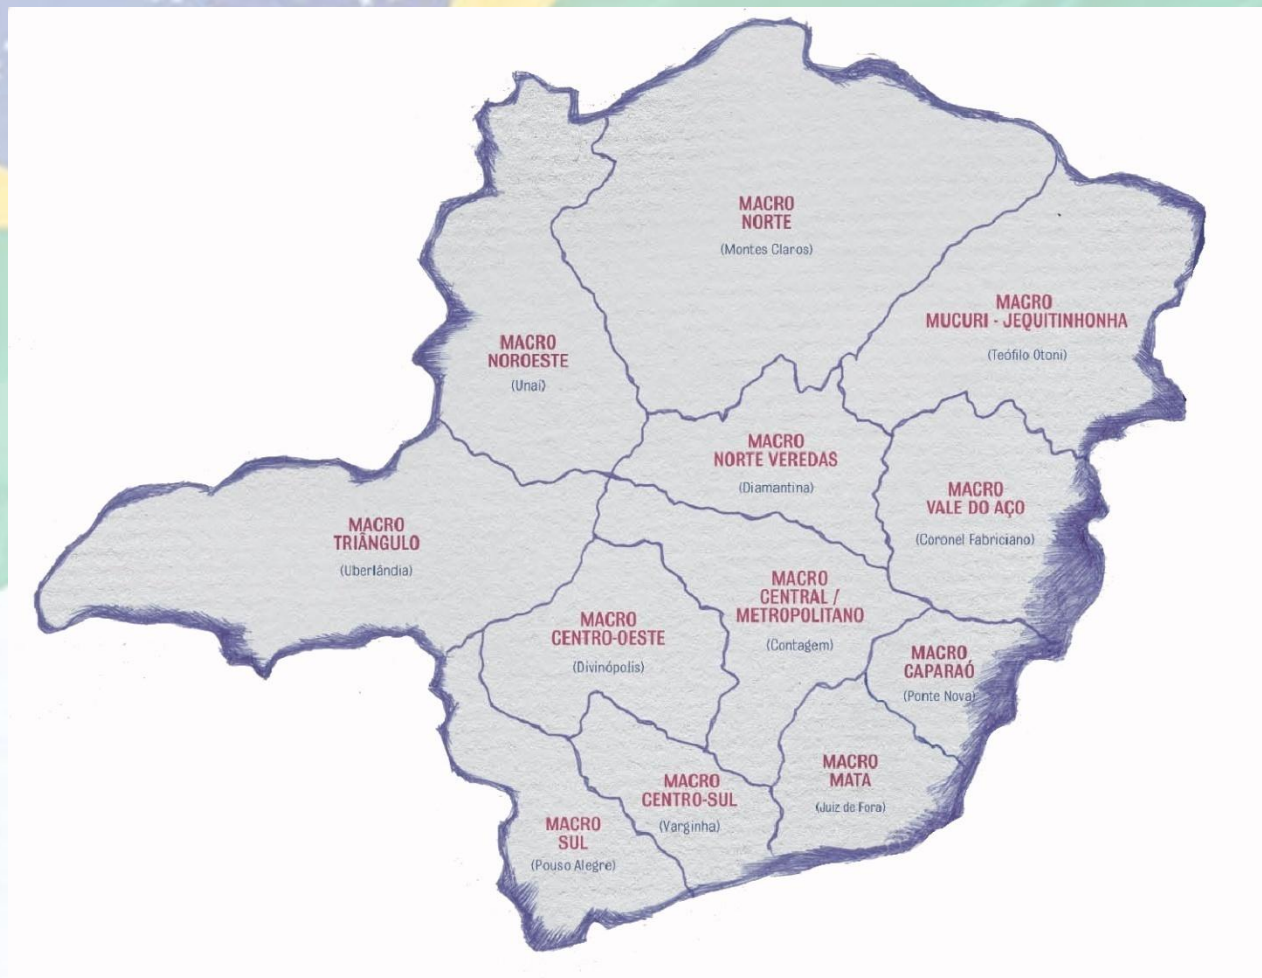 MACRO
NORTE
(Montes Claros)
MACRO
MUCURI - JEQUITINHONHA
(Teófilo Otoni)
MACRO
NOROESTE
(Unaí)
MACRO
NORTE VEREDAS
(Diamantina)
MACRO
VALE DO AÇO
(Coronel Fabriciano)
MACRO
TRIÂNGULO
(Uberlândia)
MACRO
CENTRAL /
METROPOLITANO
(Contagem)
MACRO
CENTRO-OESTE
(Divinópolis)
MACRO
CAPARAÓ
(Ponte Nova)
MACRO
MATA
(Juiz de Fora)
MACRO
CENTRO-SUL
(Varginha)
MACRO
SUL
(Pouso Alegre)